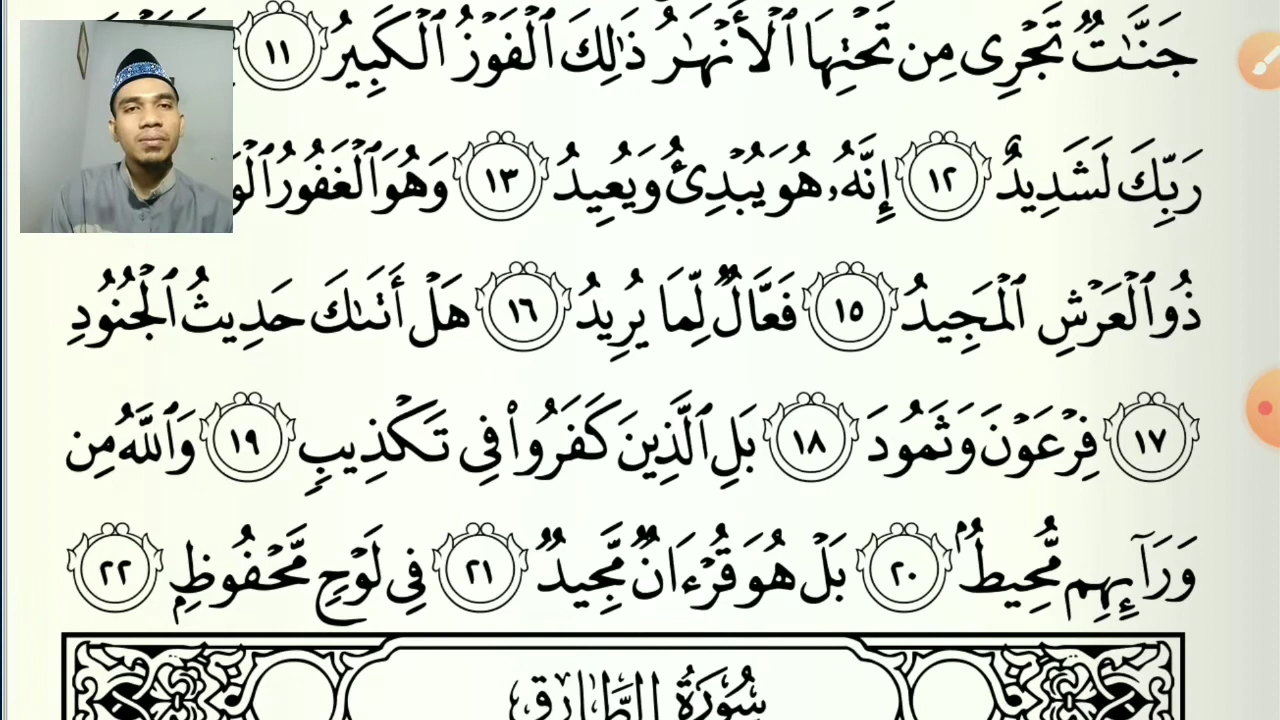 جَنَّـٰتٌ تَجْرِى مِن تَحْتِهَا ٱلْأَنْهَـٰرُ ذَٰلِكَ ٱلْفَوْزُ ٱلْكَبِيرُ ١١
رَبِّكَ لَشَدِيدٌ ١٢ إِنَّهُۥ هُوَ يُبْدِئُ وَيُعِيدُ ١٣ وَهُوَ ٱلْغَفُورُ
ذُو ٱلْعَرْشِ ٱلْمَجِيدُ ١٥ فَعَّالٌ لِّمَا يُرِيدُ ١٦ هَلْ أَتَىٰكَ حَدِيثُ ٱلْجُنُودِ
١٧ فِرْعَوْنَ وَثَمُودَ ١٨ بَلِ ٱلَّذِينَ كَفَرُوا۟ فِى تَكْذِيبٍ ١٩ وَٱللَّهُ مِن
وَرَآئِهِم مُّحِيطٌۢ ٢٠ بَلْ هُوَ قُرْءَانٌ مَّجِيدٌ ٢١ فِى لَوْحٍ مَّحْفُوظٍۭ ٢٢
سُورَةُ ٱلطَّارِقِ